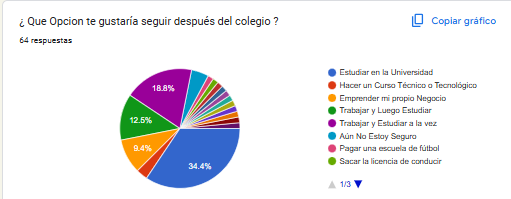 ¿ Que Opcion te gustaría seguir después del colegio ?
Copiar gráfico
64 respuestas
Estudiar en la Universidad
Hacer un Curso Técnico o Tecnológico
Emprender mi propio Negocio
Trabajar y Luego Estudiar
Trabajar y Estudiar a la vez
Aún No Estoy Seguro
Pagar una escuela de fútbol
Sacar la licencia de conducir
1/3
18.8%
12.5%
9.4%
34.4%